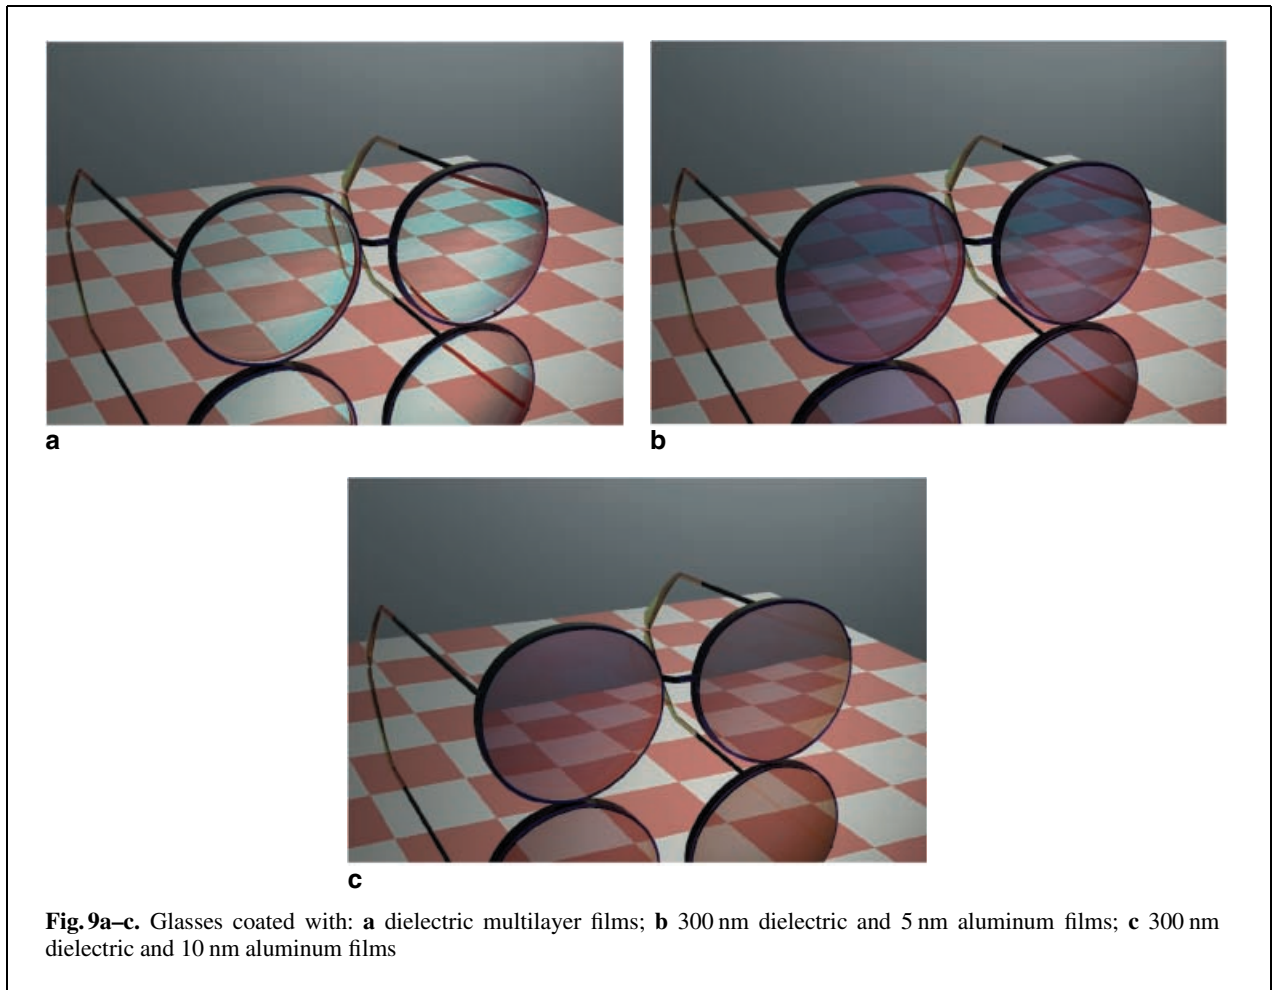 a
b
c
Fig. 9a–c. Glasses coated with: a dielectric multilayer films; b 300 nm dielectric and 5 nm aluminum films; c 300 nm
dielectric and 10 nm aluminum films